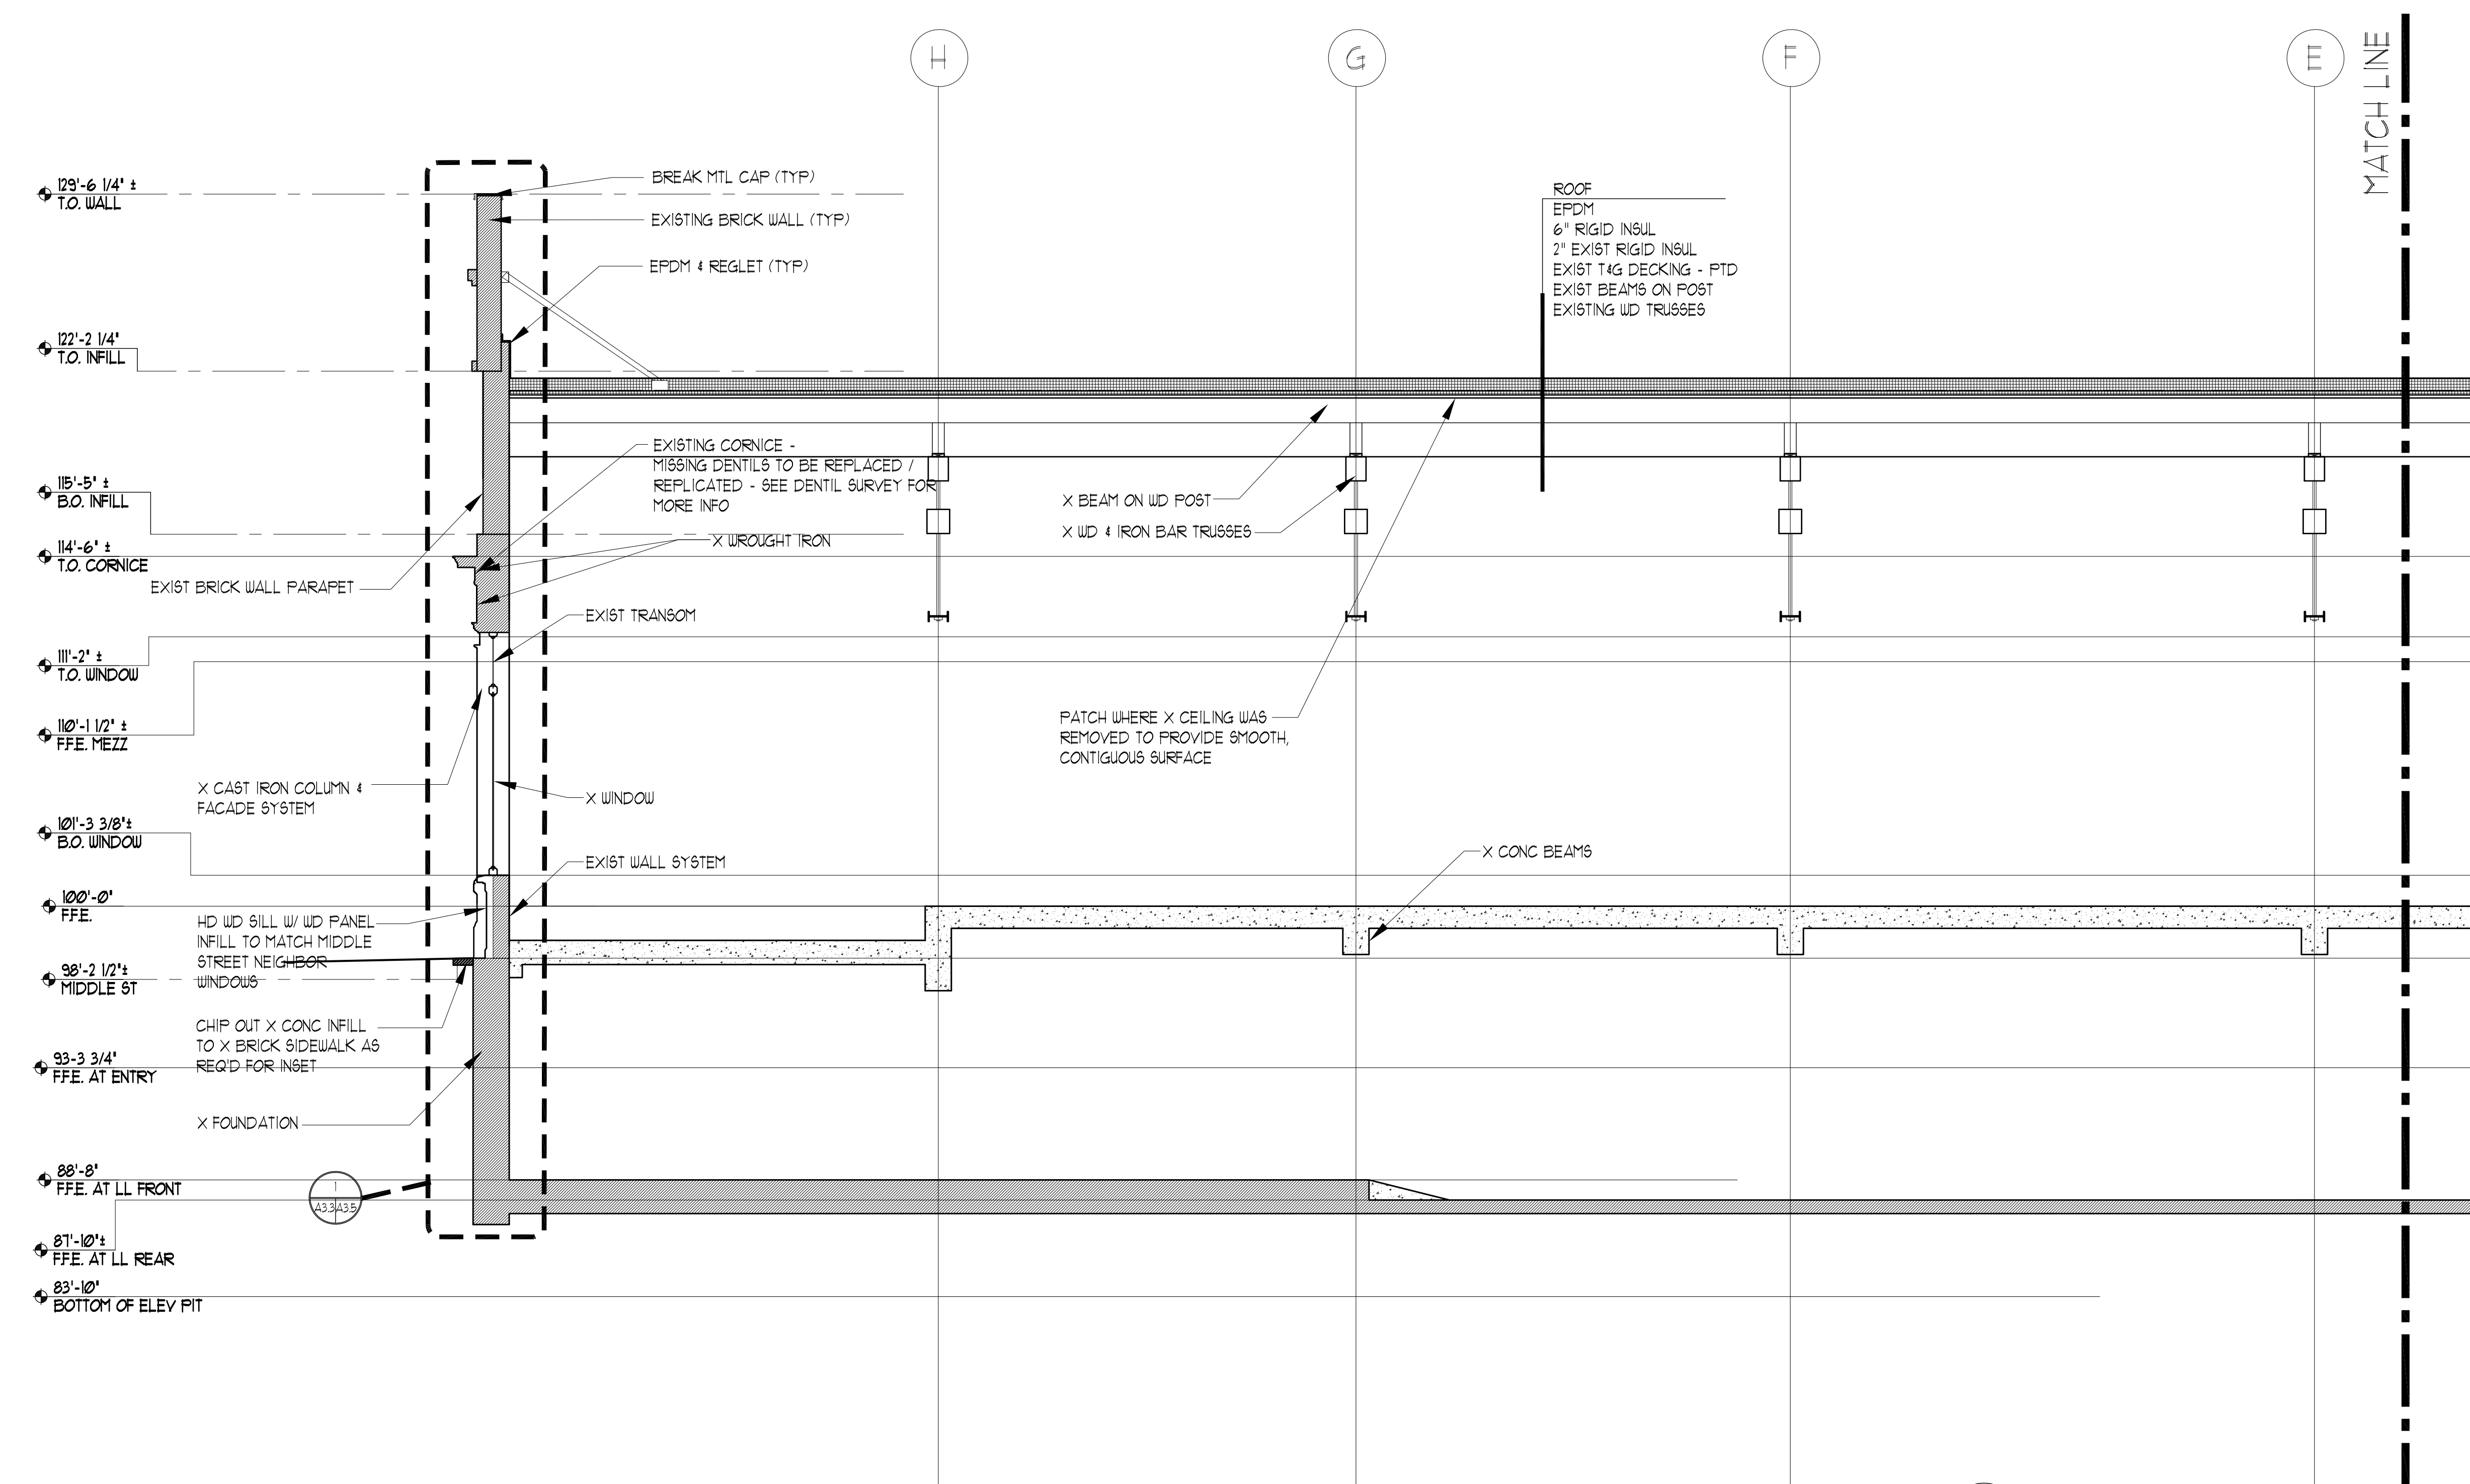 H
G
F
E
MATCH LINE
129'-6 1/4" ±
T.O. WALL
BREAK MTL CAP (TYP)
EXISTING BRICK WALL (TYP)
EPDM & REGLET (TYP)
ROOF
EPDM
6" RIGID INSUL
2" EXIST RIGID INSUL
EXIST T&G DECKING - PTD
EXIST BEAMS ON POST
EXISTING WD TRUSSES
122'-2 1/4"
T.O. INFILL
EXISTING CORNICE -
MISSING DENTILS TO BE REPLACED /
REPLICATED - SEE DENTIL SURVEY FOR
MORE INFO
115'-5" ±
B.O. INFILL
X BEAM ON WD POST
X WD & IRON BAR TRUSSES
X WROUGHT IRON
114'-6" ±
T.O. CORNICE
EXIST BRICK WALL PARAPET
EXIST TRANSOM
111'-2" ±
T.O. WINDOW
110'-1 1/2" ±
F.F.E. MEZZ
PATCH WHERE X CEILING WAS
REMOVED TO PROVIDE SMOOTH,
CONTIGUOUS SURFACE
X CAST IRON COLUMN &
FACADE SYSTEM
X WINDOW
101'-3 3/8"±
B.O. WINDOW
EXIST WALL SYSTEM
X CONC BEAMS
100'-0"
F.F.E.
HD WD SILL W/ WD PANEL
INFILL TO MATCH MIDDLE
STREET NEIGHBOR
WINDOWS
98'-2 1/2"±
MIDDLE ST
CHIP OUT X CONC INFILL
TO X BRICK SIDEWALK AS
REQ'D FOR INSET
93-3 3/4"
F.F.E. AT ENTRY
X FOUNDATION
88'-8"
F.F.E. AT LL FRONT
1
A3.3 A3.5
87'-10"±
F.F.E. AT LL REAR
83'-10"
BOTTOM OF ELEV PIT